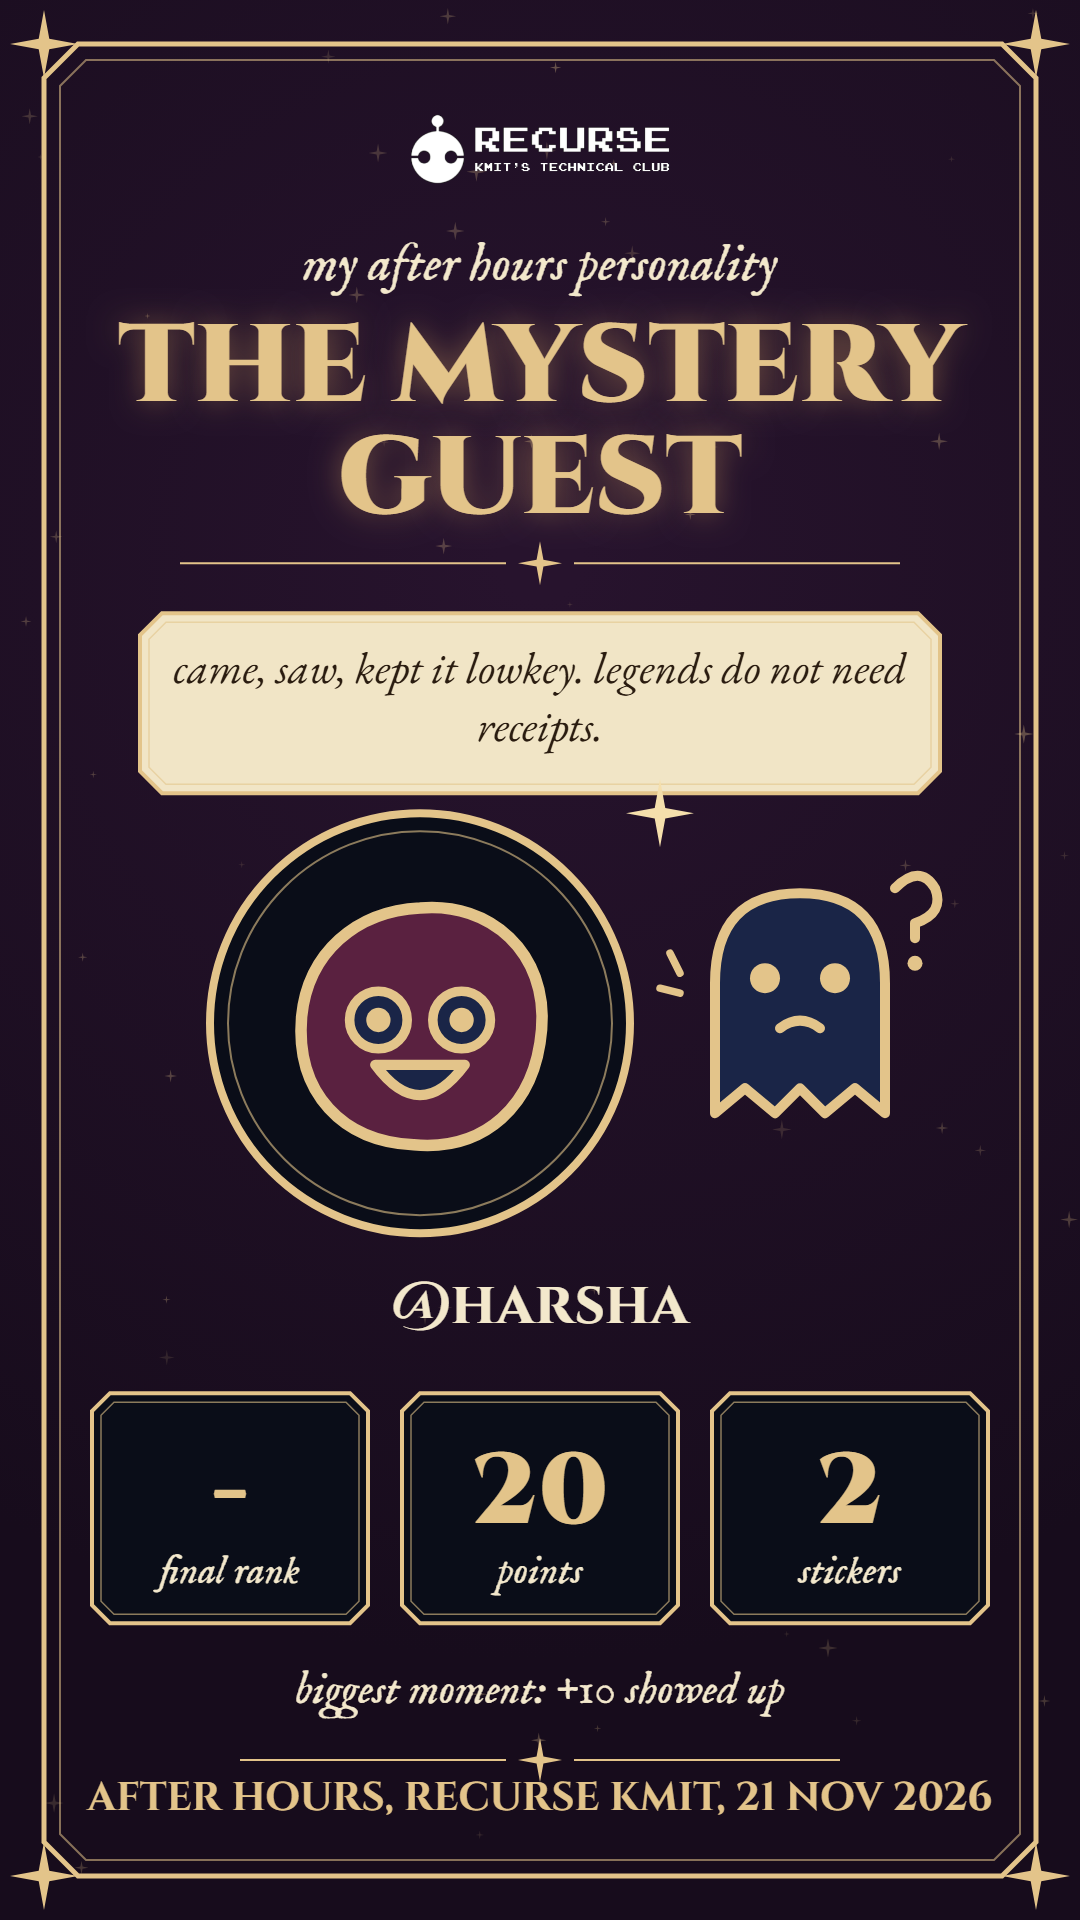 RECURSE
KMIT'S TECHNICAL CLUB
my after hours personality
THE MYSTERY
GUEST
came, saw, kept it lowkey. legends do not need
receipts.
?
@HARSHA
-
final rank
20
points
2
stickers
biggest moment: +10 showed up
AFTER HOURS, RECURSE KMIT, 21 NOV 2026